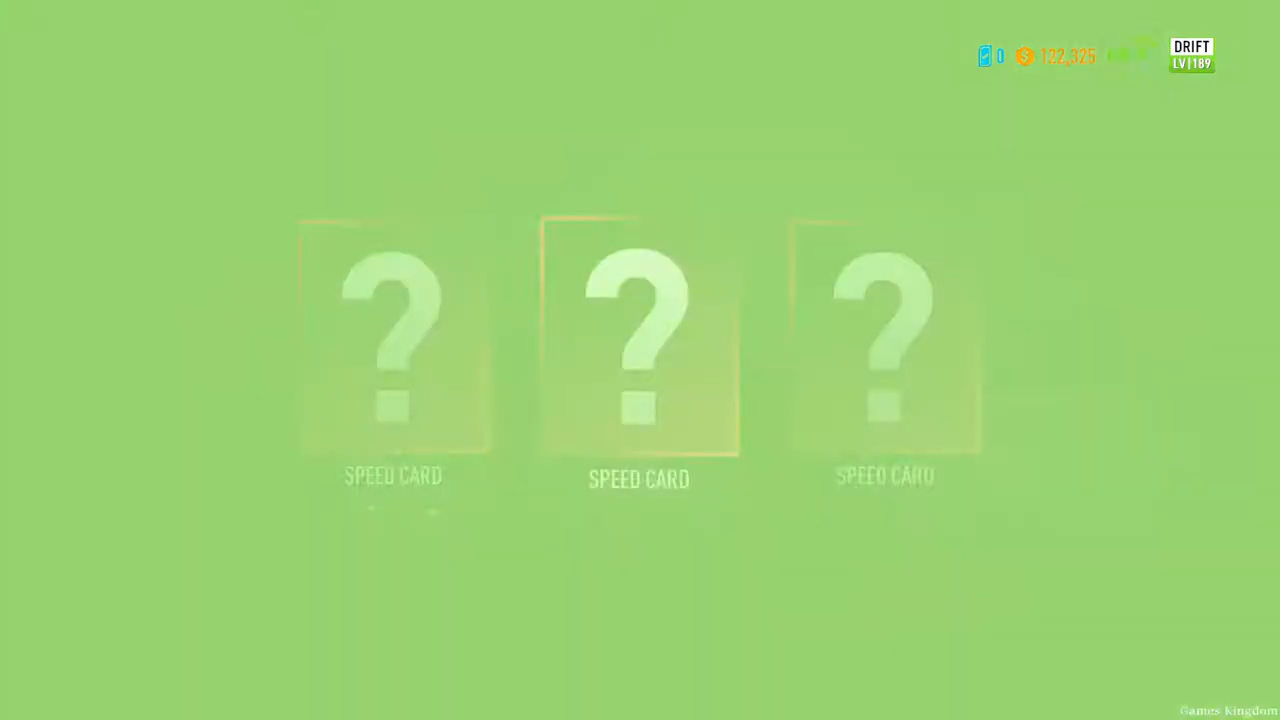 0 122,325
DRIFT
LV|189
? ? ?
SPEED CARD SPEED CARD SPEED CARD
Games Kingdom